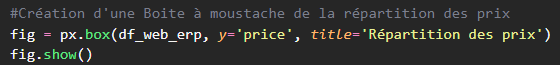 #Création d'une Boite à moustache de la répartition des prix
fig = px.box(df_web_erp, y='price', title='Répartition des prix')
fig.show()